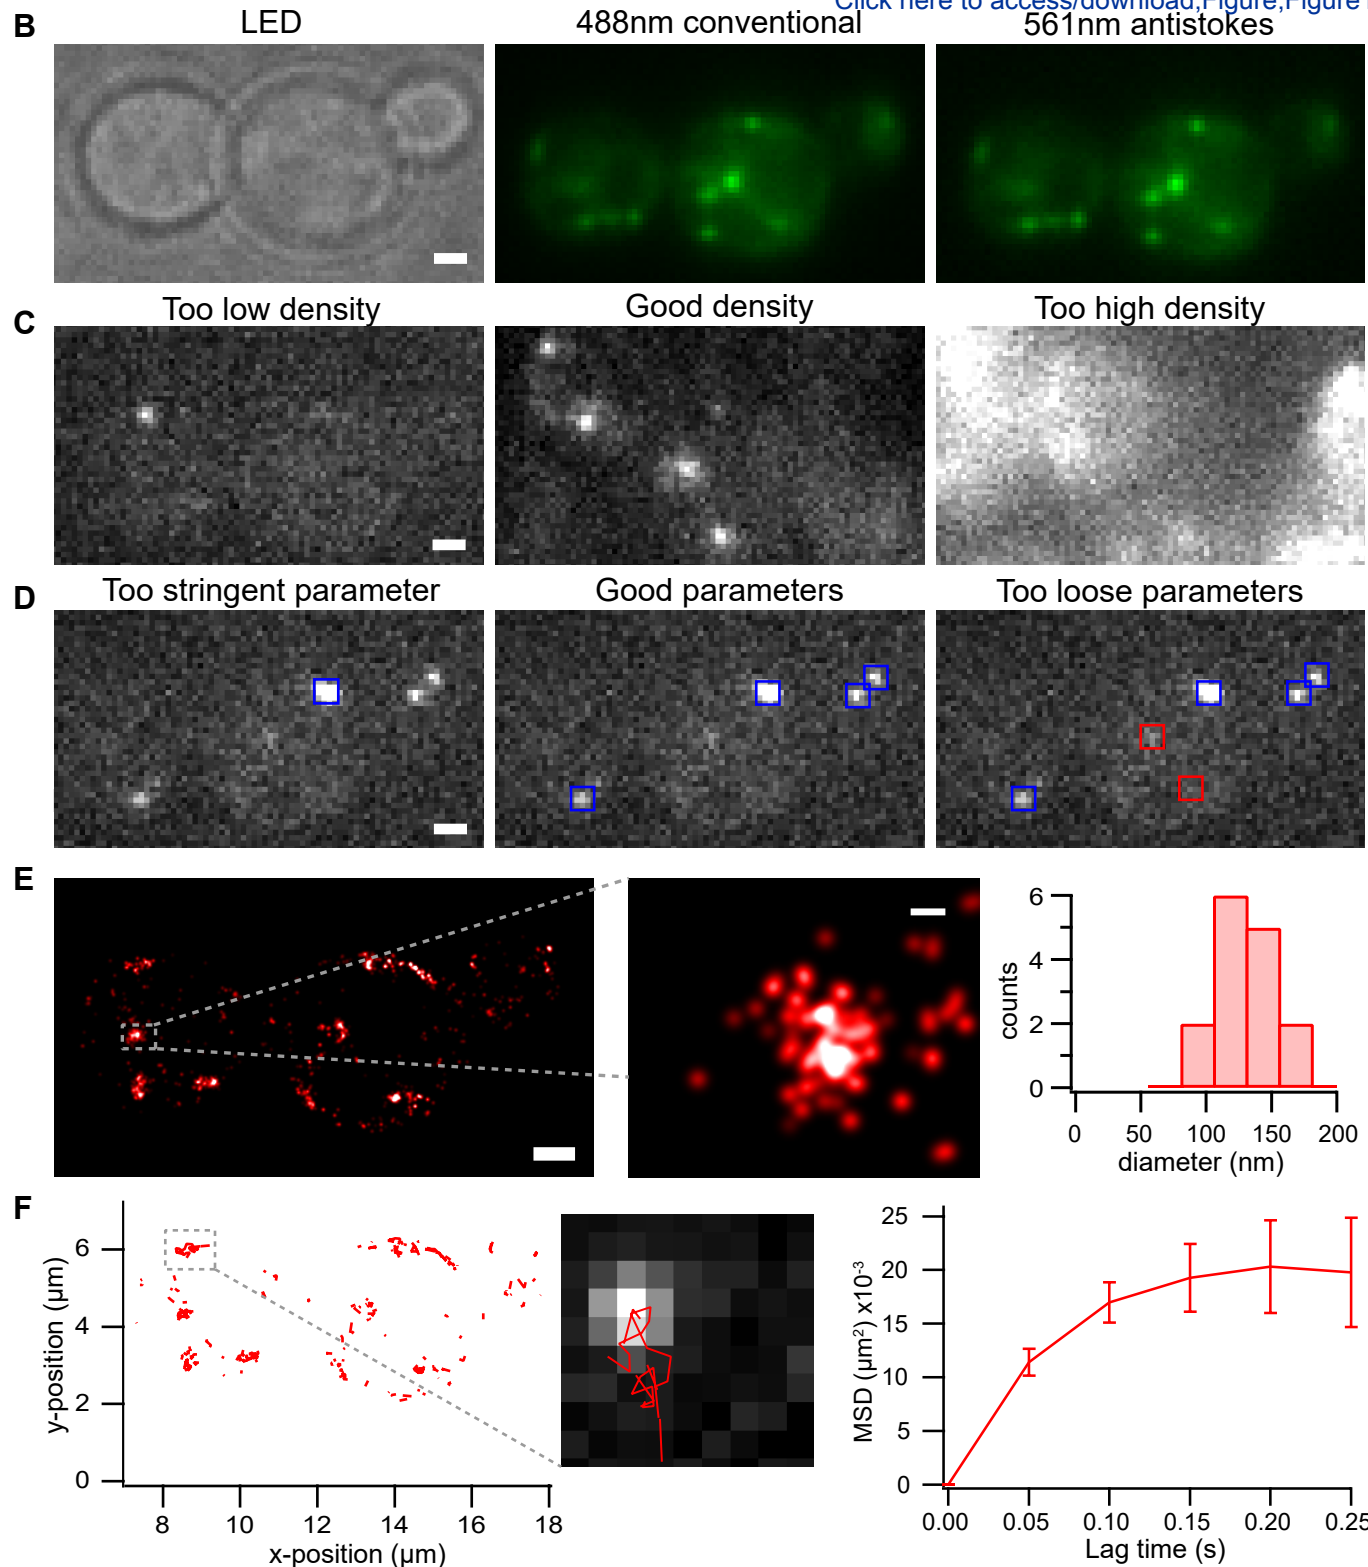 Click here to access/download;Figure;Figure
B LED 488nm conventional 561nm antistokes
C Too low density Good density Too high density
D Too stringent parameter Good parameters Too loose parameters
E
6
4
2
0
counts
0 50 100 150 200
diameter (nm)
F
6
4
2
0
y-position (µm)
8 10 12 14 16 18
x-position (µm)
25
20
15
10
5
0
MSD (µm²) x10⁻³
0.00 0.05 0.10 0.15 0.20 0.25
Lag time (s)